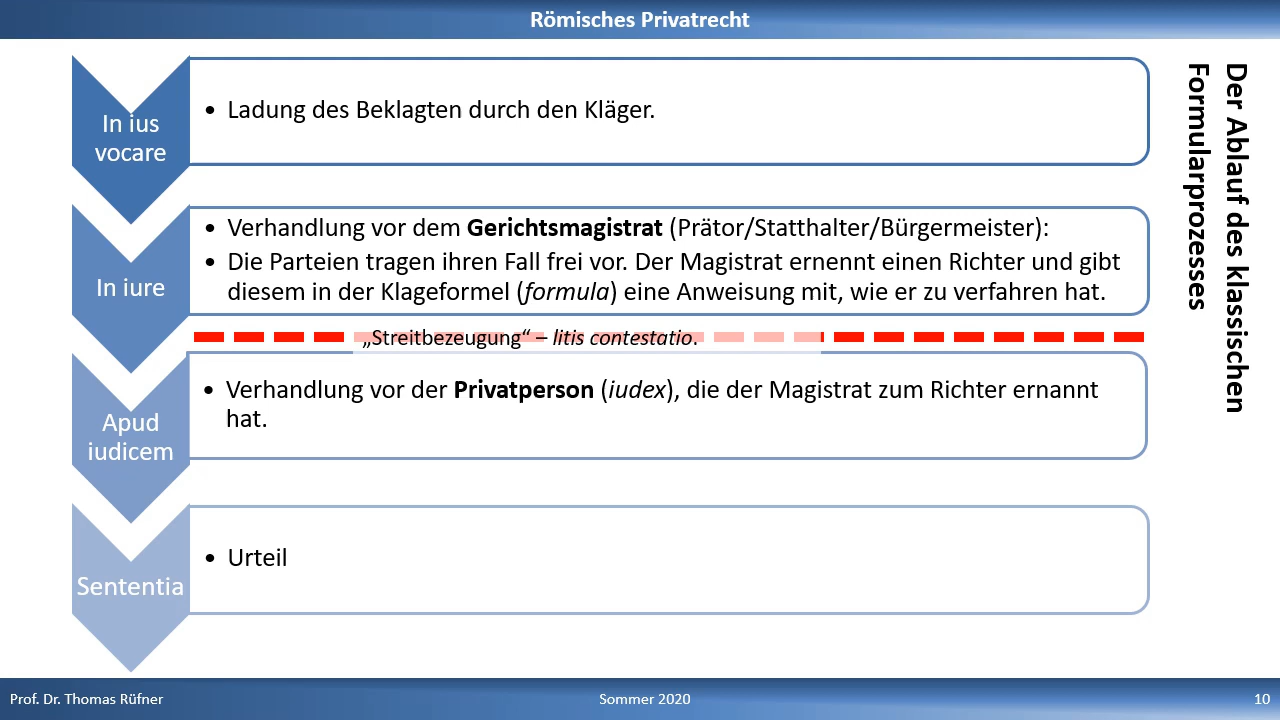 Römisches Privatrecht
Der Ablauf des klassischen
Formularprozesses
In ius
vocare
• Ladung des Beklagten durch den Kläger.
In iure
• Verhandlung vor dem Gerichtsmagistrat (Prätor/Statthalter/Bürgermeister):
• Die Parteien tragen ihren Fall frei vor. Der Magistrat ernennt einen Richter und gibt
diesem in der Klageformel (formula) eine Anweisung mit, wie er zu verfahren hat.
„Streitbezeugung“ – litis contestatio.
Apud
iudicem
• Verhandlung vor der Privatperson (iudex), die der Magistrat zum Richter ernannt
hat.
Sententia
• Urteil
Prof. Dr. Thomas Rüfner
Sommer 2020
10